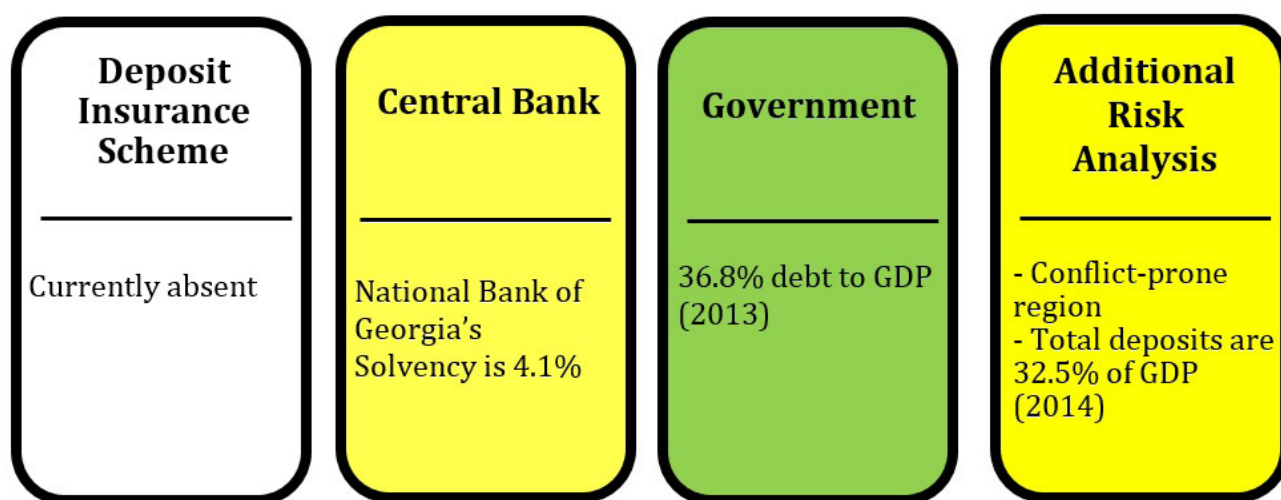 Deposit
Insurance
Scheme
Currently absent
Central Bank
National Bank of
Georgia’s
Solvency is 4.1%
Government
36.8% debt to GDP
(2013)
Additional
Risk
Analysis
- Conflict-prone
region
- Total deposits are
32.5% of GDP
(2014)